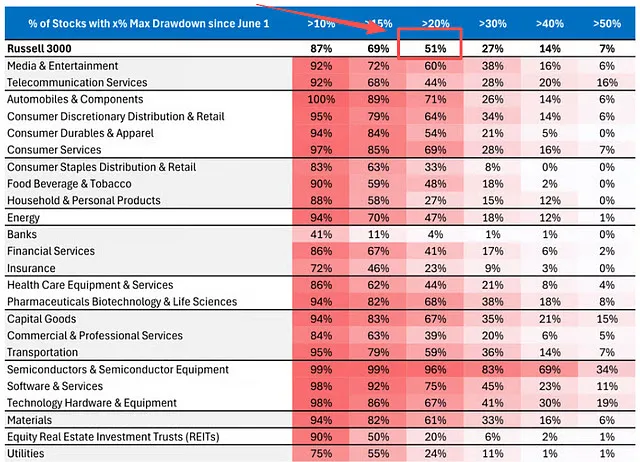 % of Stocks with x% Max Drawdown since June 1 >10% >15% >20% >30% >40% >50%
Russell 3000 87% 69% 51% 27% 14% 7%
Media & Entertainment 92% 72% 60% 38% 16% 6%
Telecommunication Services 92% 68% 44% 28% 20% 16%
Automobiles & Components 100% 89% 71% 26% 14% 6%
Consumer Discretionary Distribution & Retail 95% 79% 64% 34% 14% 6%
Consumer Durables & Apparel 94% 84% 54% 21% 5% 0%
Consumer Services 97% 85% 69% 28% 16% 7%
Consumer Staples Distribution & Retail 83% 63% 33% 8% 0% 0%
Food Beverage & Tobacco 90% 59% 48% 18% 2% 0%
Household & Personal Products 88% 58% 27% 15% 12% 0%
Energy 94% 70% 47% 18% 12% 1%
Banks 41% 11% 4% 1% 1% 0%
Financial Services 86% 67% 41% 17% 6% 2%
Insurance 72% 46% 23% 9% 3% 0%
Health Care Equipment & Services 86% 62% 44% 21% 8% 4%
Pharmaceuticals Biotechnology & Life Sciences 94% 82% 68% 38% 18% 8%
Capital Goods 94% 83% 67% 35% 21% 15%
Commercial & Professional Services 84% 63% 39% 20% 6% 5%
Transportation 95% 79% 59% 36% 14% 7%
Semiconductors & Semiconductor Equipment 99% 99% 96% 83% 69% 34%
Software & Services 98% 92% 75% 45% 23% 11%
Technology Hardware & Equipment 98% 86% 67% 41% 30% 19%
Materials 94% 82% 61% 33% 16% 6%
Equity Real Estate Investment Trusts (REITs) 90% 50% 20% 6% 2% 1%
Utilities 75% 55% 24% 11% 1% 1%